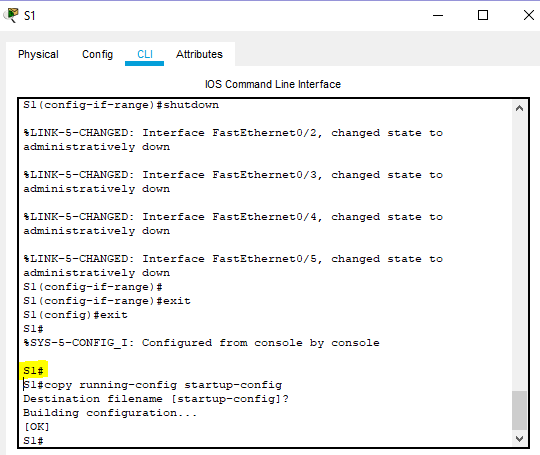 S1
Physical Config CLI Attributes
IOS Command Line Interface
S1(config-if-range)#shutdown
%LINK-5-CHANGED: Interface FastEthernet0/2, changed state to
administratively down
%LINK-5-CHANGED: Interface FastEthernet0/3, changed state to
administratively down
%LINK-5-CHANGED: Interface FastEthernet0/4, changed state to
administratively down
%LINK-5-CHANGED: Interface FastEthernet0/5, changed state to
administratively down
S1(config-if-range)#
S1(config-if-range)#exit
S1(config)#exit
S1#
%SYS-5-CONFIG_I: Configured from console by console
S1#
S1#copy running-config startup-config
Destination filename [startup-config]?
Building configuration...
[OK]
S1#